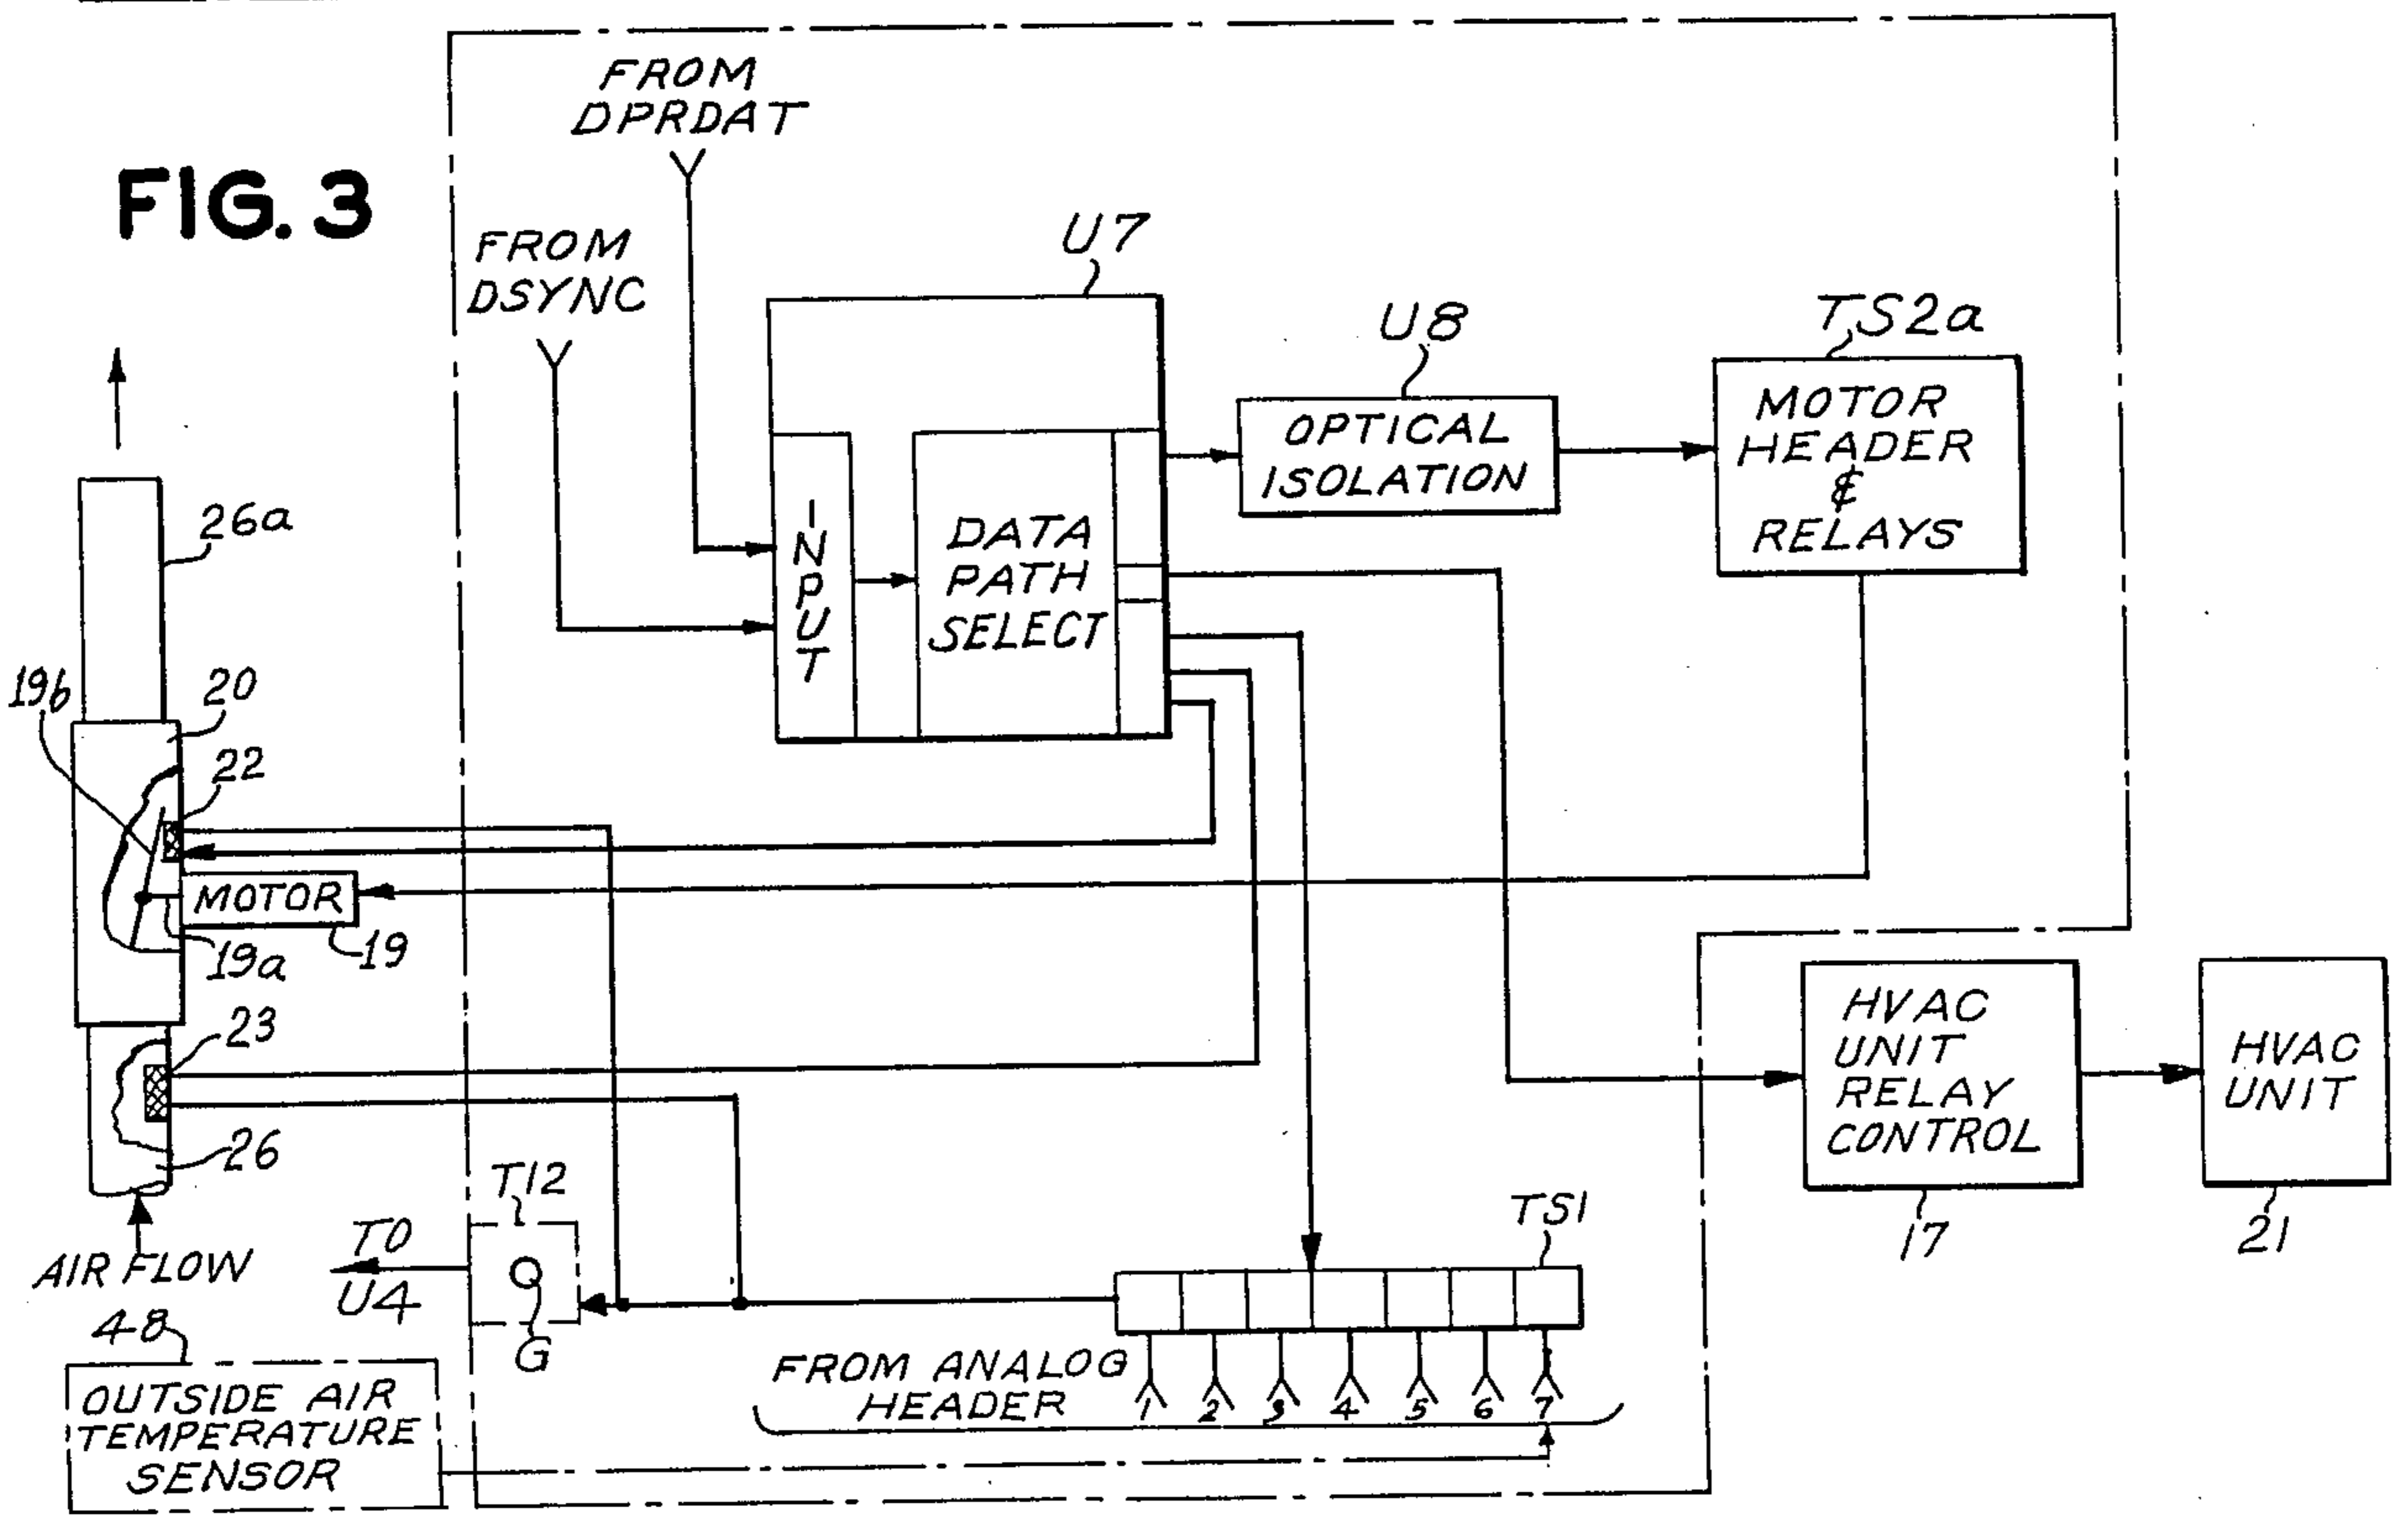 FIG. 3
FROM
DPRDAT
FROM
DSYNC
U7
INPUT
DATA
PATH
SELECT
U8
OPTICAL
ISOLATION
TS2a
MOTOR
HEADER
&
RELAYS
26a
19b
20
22
MOTOR
19a
19
23
26
AIR FLOW
TO
U4
T12
G
TS1
FROM ANALOG
HEADER
1 2 3 4 5 6 7
HVAC
UNIT
RELAY
CONTROL
17
HVAC
UNIT
21
48
OUTSIDE AIR
TEMPERATURE
SENSOR